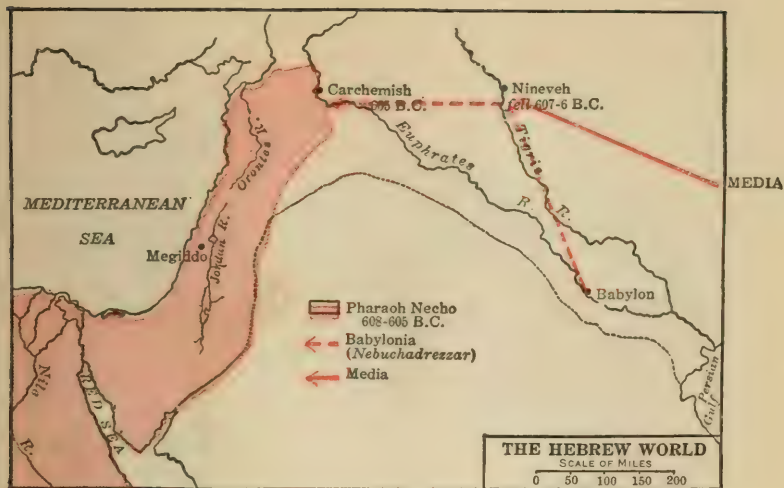 Carchemish
605 B.C.
Nineveh
fell 607-6 B.C.
Tigris
R.
MEDIA
Euphrates
R.
R.
Orontes
MEDITERRANEAN
SEA
Megiddo
Jordan R.
Babylon
Pharaoh Necho
608-605 B.C.
Babylonia
(Nebuchadrezzar)
Media
Nile
R.
RED SEA
Persian
Gulf
THE HEBREW WORLD
SCALE OF MILES
0 50 100 150 200